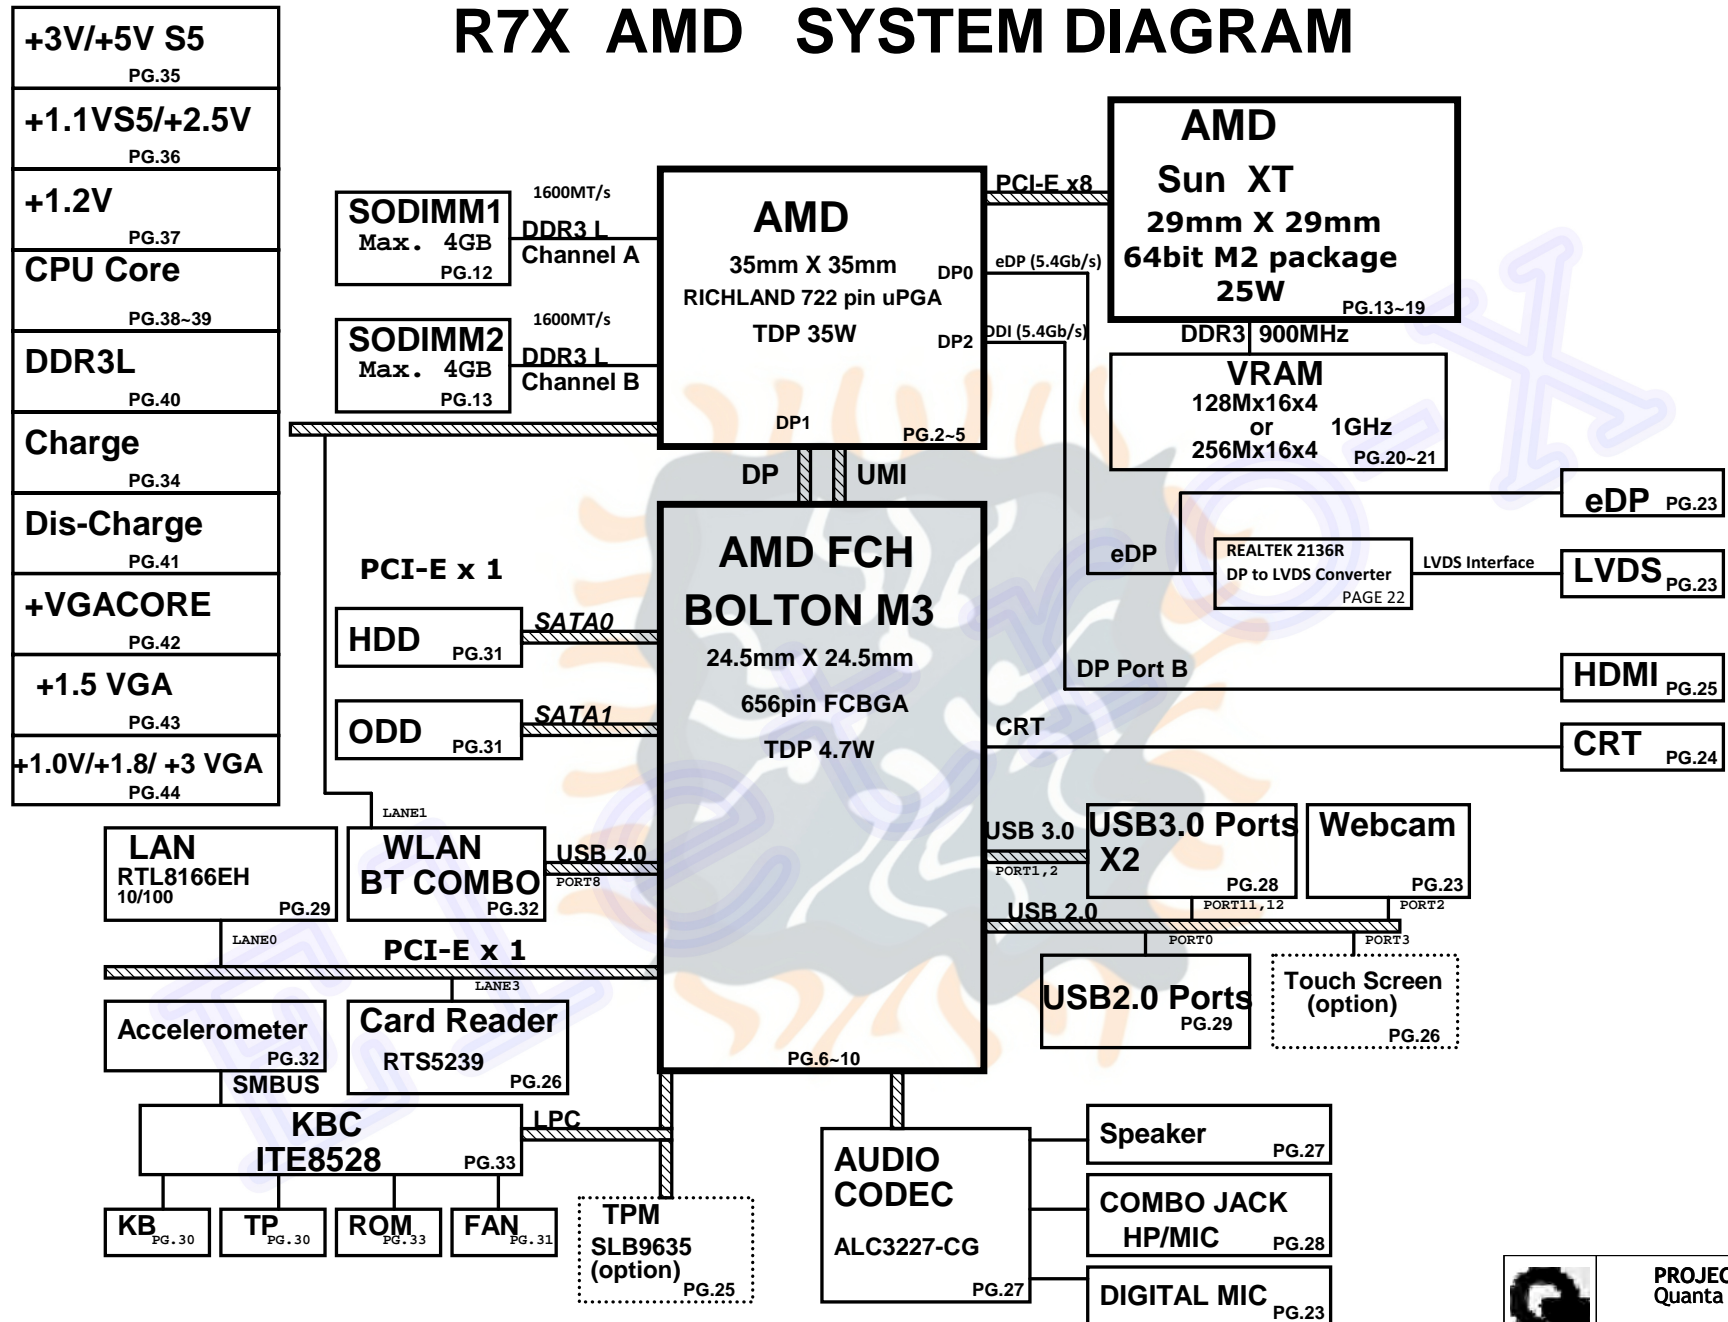 R7X AMD SYSTEM DIAGRAM
+3V/+5V S5
PG.35
+1.1VS5/+2.5V
PG.36
+1.2V
PG.37
CPU Core
PG.38~39
DDR3L
PG.40
Charge
PG.34
Dis-Charge
PG.41
+VGACORE
PG.42
+1.5 VGA
PG.43
+1.0V/+1.8/ +3 VGA
PG.44
SODIMM1
Max. 4GB
PG.12
1600MT/s
DDR3 L
Channel A
SODIMM2
Max. 4GB
PG.13
1600MT/s
DDR3 L
Channel B
AMD
35mm X 35mm
RICHLAND 722 pin uPGA
TDP 35W
DP0
DP2
DP1
PG.2~5
PCI-E x8
eDP (5.4Gb/s)
DDI (5.4Gb/s)
AMD
Sun XT
29mm X 29mm
64bit M2 package
25W
PG.13~19
DDR3 900MHz
VRAM
128Mx16x4
or 1GHz
256Mx16x4
PG.20~21
DP
UMI
AMD FCH
BOLTON M3
24.5mm X 24.5mm
656pin FCBGA
TDP 4.7W
PG.6~10
PCI-E x 1
HDD
PG.31
SATA0
ODD
PG.31
SATA1
eDP
REALTEK 2136R
DP to LVDS Converter
PAGE 22
LVDS Interface
eDP PG.23
LVDS PG.23
DP Port B
HDMI PG.25
CRT
CRT PG.24
LANE1
LAN
RTL8166EH
10/100
PG.29
WLAN
BT COMBO
PG.32
USB 2.0
PORT8
LANE0
PCI-E x 1
LANE3
Accelerometer
PG.32
SMBUS
Card Reader
RTS5239
PG.26
USB 3.0
PORT1,2
USB3.0 Ports
X2
PG.28
Webcam
PG.23
PORT11,12
PORT2
USB 2.0
PORT0
PORT3
USB2.0 Ports
PG.29
Touch Screen
(option)
PG.26
KBC
ITE8528
PG.33
LPC
KB PG.30
TP PG.30
ROM PG.33
FAN PG.31
TPM
SLB9635
(option)
PG.25
AUDIO
CODEC
ALC3227-CG
PG.27
Speaker
PG.27
COMBO JACK
HP/MIC
PG.28
DIGITAL MIC
PG.23
PROJEC
Quanta
Elektro-X